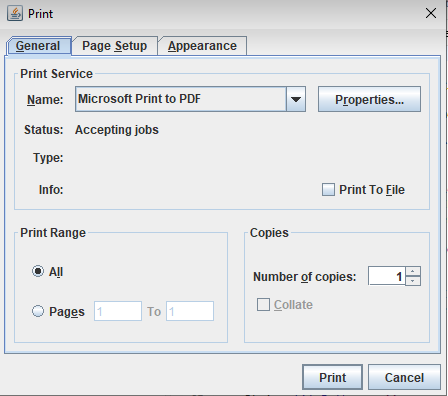 Print
General Page Setup Appearance
Print Service
Name: Microsoft Print to PDF Properties...
Status: Accepting jobs
Type:
Info: Print To File
Print Range Copies
All
Number of copies: 1
Pages 1 To 1 Collate
Print Cancel